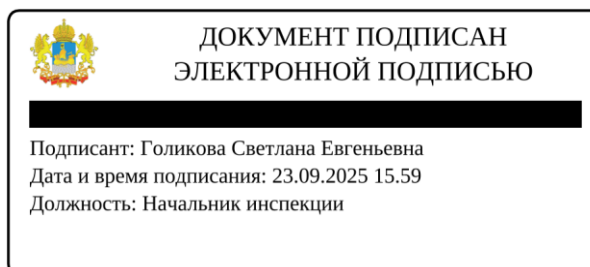 ДОКУМЕНТ ПОДПИСАН
ЭЛЕКТРОННОЙ ПОДПИСЬЮ
Подписант: Голикова Светлана Евгеньевна
Дата и время подписания: 23.09.2025 15.59
Должность: Начальник инспекции